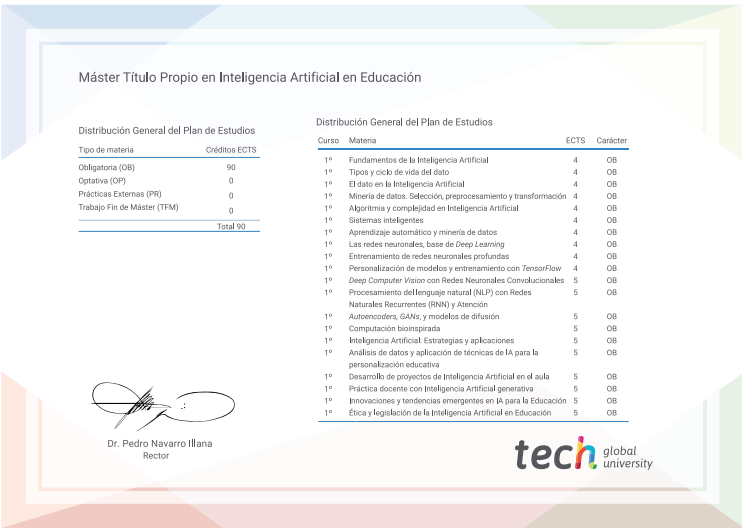 Máster Título Propio en Inteligencia Artificial en Educación
Distribución General del Plan de Estudios
Tipo de materia Créditos ECTS
Obligatoria (OB) 90
Optativa (OP) 0
Prácticas Externas (PR) 0
Trabajo Fin de Máster (TFM) 0
Total 90
Distribución General del Plan de Estudios
Curso Materia ECTS Carácter
1º Fundamentos de la Inteligencia Artificial 4 OB
1º Tipos y ciclo de vida del dato 4 OB
1º El dato en la Inteligencia Artificial 4 OB
1º Minería de datos. Selección, preprocesamiento y transformación 4 OB
1º Algoritmia y complejidad en Inteligencia Artificial 4 OB
1º Sistemas inteligentes 4 OB
1º Aprendizaje automático y minería de datos 4 OB
1º Las redes neuronales, base de Deep Learning 4 OB
1º Entrenamiento de redes neuronales profundas 4 OB
1º Personalización de modelos y entrenamiento con TensorFlow 4 OB
1º Deep Computer Vision con Redes Neuronales Convolucionales 5 OB
1º Procesamiento del lenguaje natural (NLP) con Redes 5 OB
Naturales Recurrentes (RNN) y Atención
1º Autoencoders, GANs, y modelos de difusión 5 OB
1º Computación bioinspirada 5 OB
1º Inteligencia Artificial: Estrategias y aplicaciones 5 OB
1º Análisis de datos y aplicación de técnicas de IA para la 5 OB
personalización educativa
1º Desarrollo de proyectos de Inteligencia Artificial en el aula 5 OB
1º Práctica docente con Inteligencia Artificial generativa 5 OB
1º Innovaciones y tendencias emergentes en IA para la Educación 5 OB
1º Ética y legislación de la Inteligencia Artificial en Educación 5 OB
Dr. Pedro Navarro Illana
Rector
tech global
university